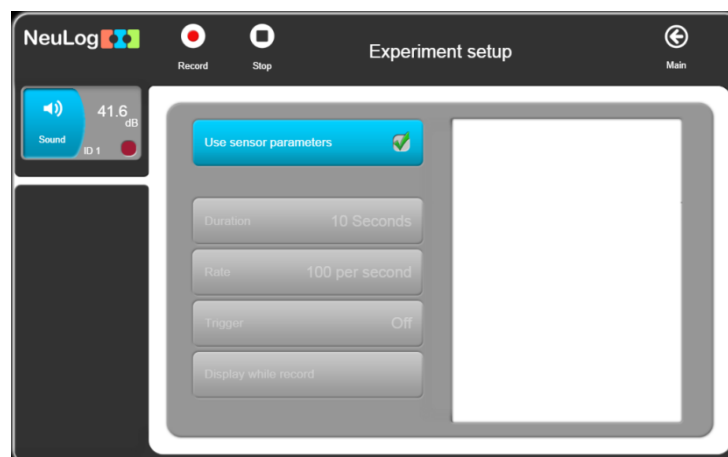 NeuLog
Record
Stop
Experiment setup
Main
41.6
dB
Sound
ID 1
Use sensor parameters
Duration 10 Seconds
Rate 100 per second
Trigger Off
Display while record